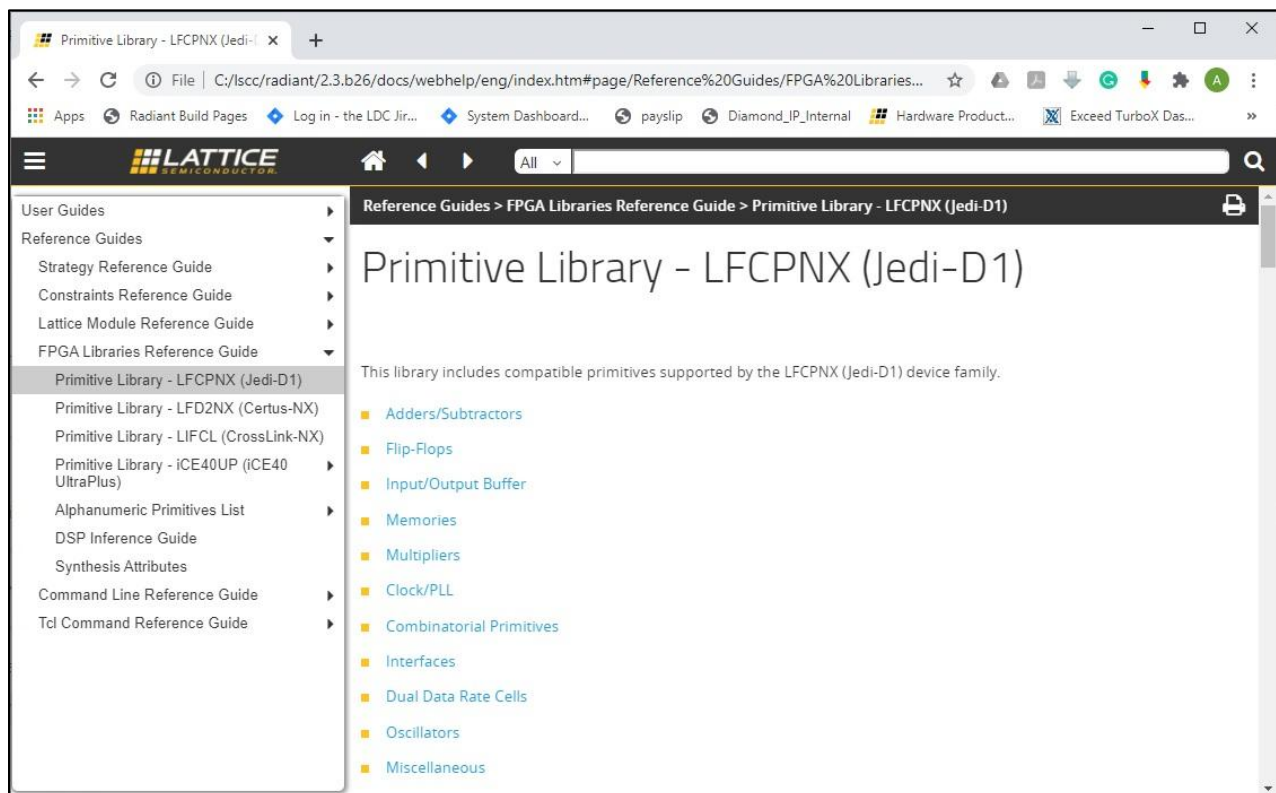 Primitive Library - LFCPNX (Jedi-
File | C:/lscc/radiant/2.3.b26/docs/webhelp/eng/index.htm#page/Reference%20Guides/FPGA%20Libraries...
Apps Radiant Build Pages Log in - the LDC Jir... System Dashboard... payslip Diamond_IP_Internal Hardware Product... Exceed TurboX Das... »
LATTICE
SEMICONDUCTOR.
All
User Guides
Reference Guides
Strategy Reference Guide
Constraints Reference Guide
Lattice Module Reference Guide
FPGA Libraries Reference Guide
Primitive Library - LFCPNX (Jedi-D1)
Primitive Library - LFD2NX (Certus-NX)
Primitive Library - LIFCL (CrossLink-NX)
Primitive Library - iCE40UP (iCE40
UltraPlus)
Alphanumeric Primitives List
DSP Inference Guide
Synthesis Attributes
Command Line Reference Guide
Tcl Command Reference Guide
Reference Guides > FPGA Libraries Reference Guide > Primitive Library - LFCPNX (Jedi-D1)
Primitive Library - LFCPNX (Jedi-D1)
This library includes compatible primitives supported by the LFCPNX (Jedi-D1) device family.
Adders/Subtractors
Flip-Flops
Input/Output Buffer
Memories
Multipliers
Clock/PLL
Combinatorial Primitives
Interfaces
Dual Data Rate Cells
Oscillators
Miscellaneous